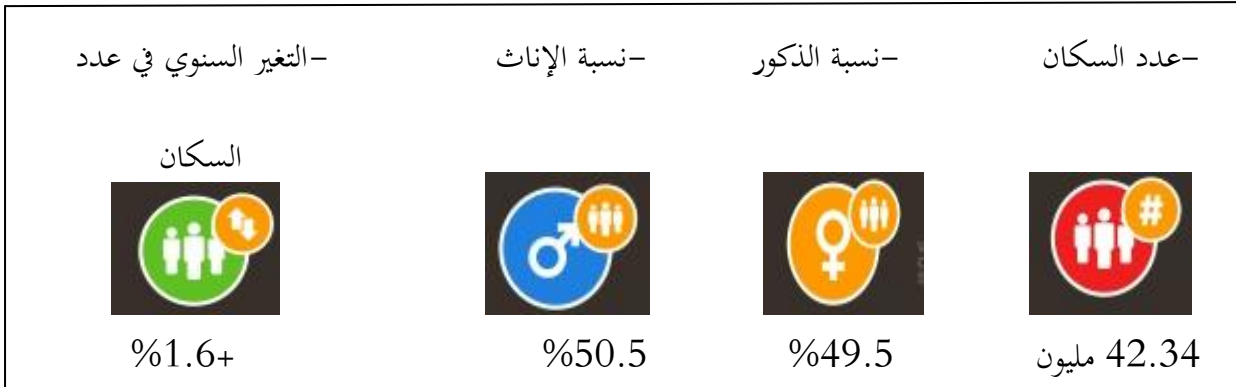 -عدد السكان -نسبة الذكور -نسبة الإناث -التغير السنوي في عدد
السكان
#
42.34 مليون %49.5 %50.5 %1.6+